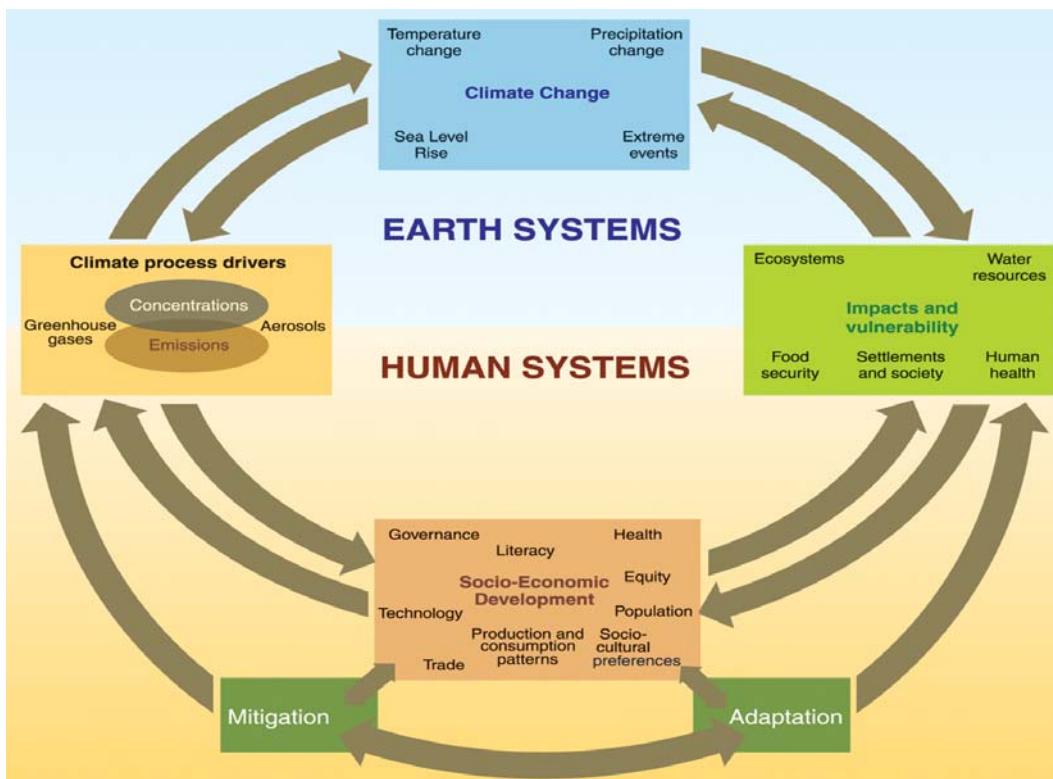 Temperature
change
Precipitation
change
Climate Change
Sea Level
Rise
Extreme
events
EARTH SYSTEMS
Climate process drivers
Concentrations
Greenhouse
gases
Aerosols
Emissions
Ecosystems
Water
resources
Impacts and
vulnerability
Food
security
Settlements
and society
Human
health
HUMAN SYSTEMS
Governance
Literacy
Health
Socio-Economic
Development
Equity
Technology
Population
Production and
consumption
patterns
Socio-
cultural
preferences
Trade
Mitigation
Adaptation